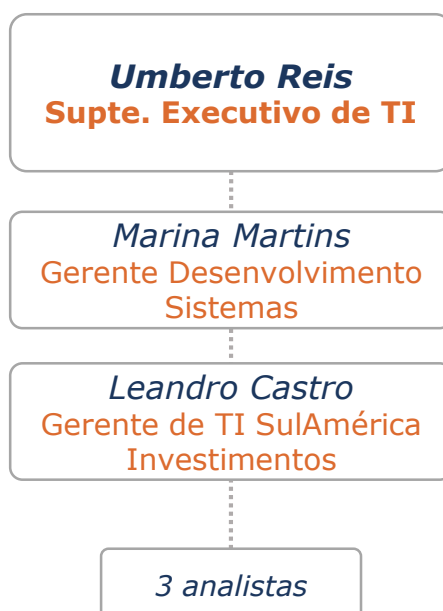 Umberto Reis
Supte. Executivo de TI
Marina Martins
Gerente Desenvolvimento
Sistemas
Leandro Castro
Gerente de TI SulAmérica
Investimentos
3 analistas